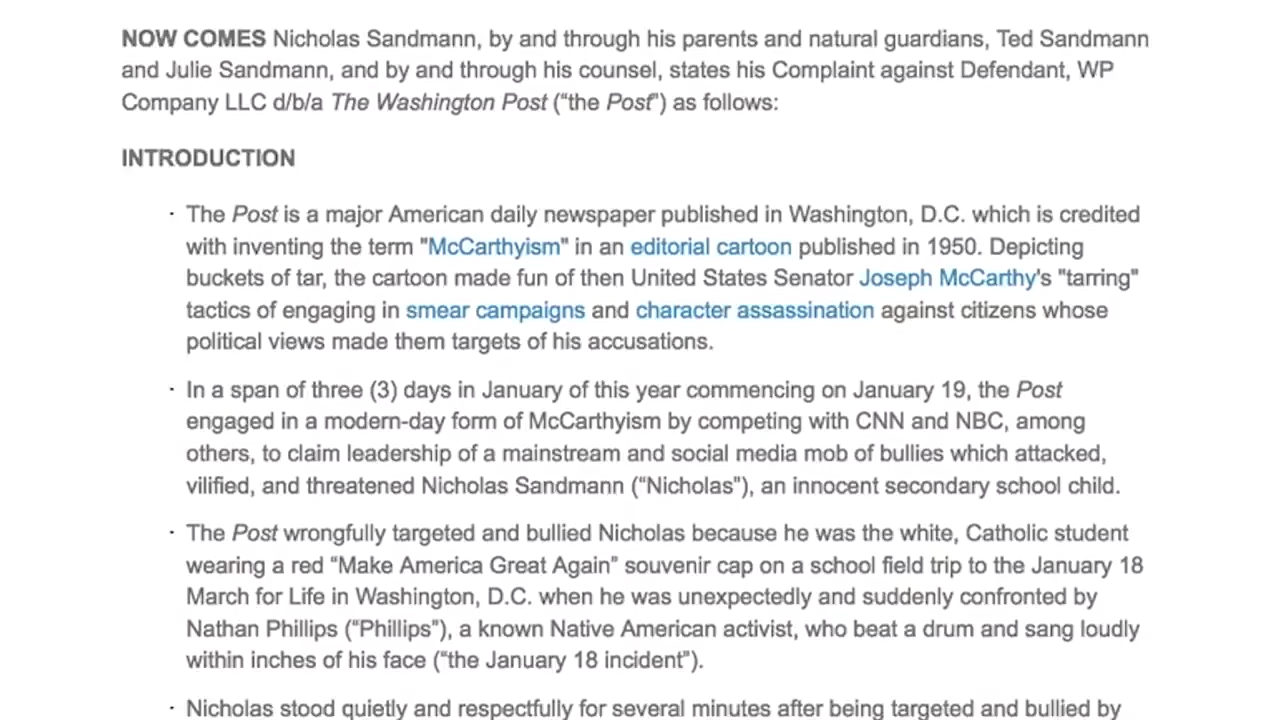 NOW COMES Nicholas Sandmann, by and through his parents and natural guardians, Ted Sandmann
and Julie Sandmann, and by and through his counsel, states his Complaint against Defendant, WP
Company LLC d/b/a The Washington Post (“the Post”) as follows:
INTRODUCTION
· The Post is a major American daily newspaper published in Washington, D.C. which is credited
with inventing the term "McCarthyism" in an editorial cartoon published in 1950. Depicting
buckets of tar, the cartoon made fun of then United States Senator Joseph McCarthy's "tarring"
tactics of engaging in smear campaigns and character assassination against citizens whose
political views made them targets of his accusations.
· In a span of three (3) days in January of this year commencing on January 19, the Post
engaged in a modern-day form of McCarthyism by competing with CNN and NBC, among
others, to claim leadership of a mainstream and social media mob of bullies which attacked,
vilified, and threatened Nicholas Sandmann (“Nicholas”), an innocent secondary school child.
· The Post wrongfully targeted and bullied Nicholas because he was the white, Catholic student
wearing a red “Make America Great Again” souvenir cap on a school field trip to the January 18
March for Life in Washington, D.C. when he was unexpectedly and suddenly confronted by
Nathan Phillips (“Phillips”), a known Native American activist, who beat a drum and sang loudly
within inches of his face (“the January 18 incident”).
· Nicholas stood quietly and respectfully for several minutes after being targeted and bullied by